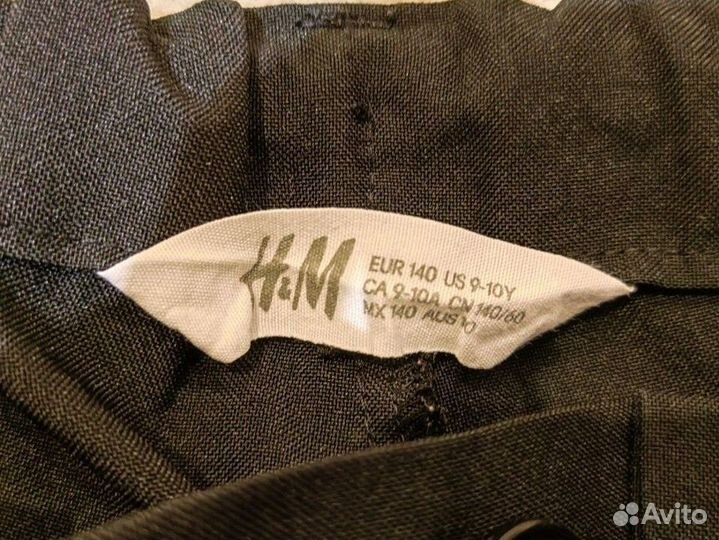 H&M
EUR 140 US 9-10Y
CA 9-10A CN 140/60
MX 140 AUS 10
Avito